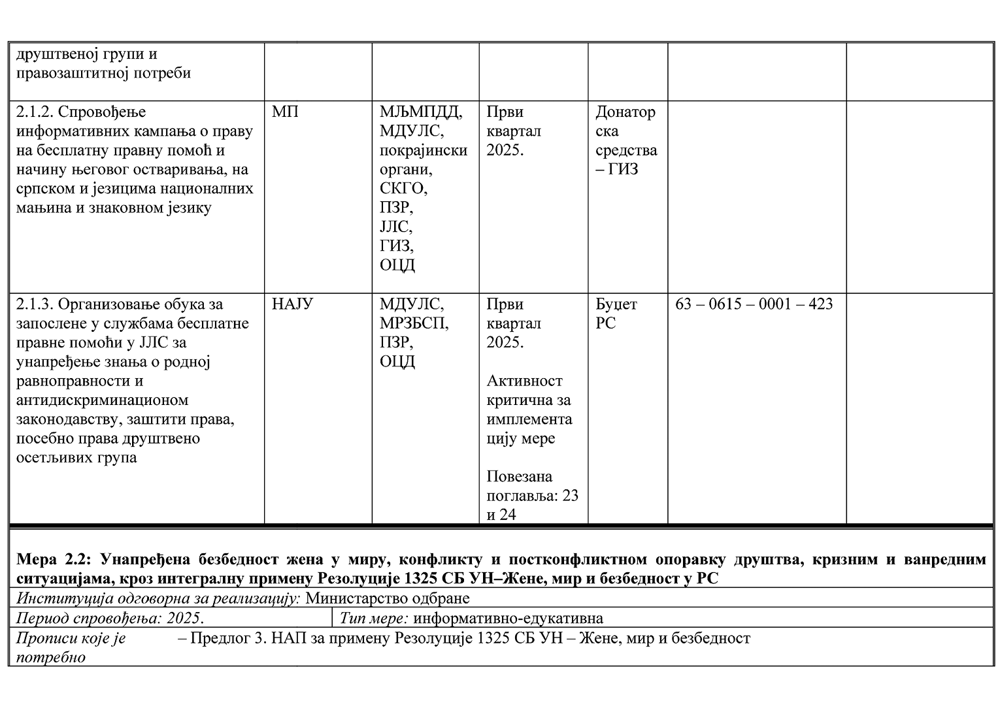 друштвеној групи и
правозаштитној потреби
2.1.2. Спровођење
информативних кампања о праву
на бесплатну правну помоћ и
начину његовог остваривања, на
српском и језицима националних
мањина и знаковном језику
МП
МЉМПДД,
МДУЛС,
покрајински
органи,
СКГО,
ПЗР,
ЈЛС,
ГИЗ,
ОЦД
Први
квартал
2025.
Донатор
ска
средства
– ГИЗ
2.1.3. Организовање обука за
запослене у службама бесплатне
правне помоћи у ЈЛС за
унапређење знања о родној
равноправности и
антидискриминационом
законодавству, заштити права,
посебно права друштвено
осетљивих група
НАЈУ
МДУЛС,
МРЗБСП,
ПЗР,
ОЦД
Први
квартал
2025.
Активност
критична за
имплемента
цију мере
Повезана
поглавља: 23
и 24
Буџет
РС
63 – 0615 – 0001 – 423
Мера 2.2: Унапређена безбедност жена у миру, конфликту и постконфликтном опоравку друштва, кризним и ванредним
ситуацијама, кроз интегралну примену Резолуције 1325 СБ УН–Жене, мир и безбедност у РС
Институција одговорна за реализацију: Министарство одбране
Период спровођења: 2025. Тип мере: информативно-едукативна
Прописи које је – Предлог 3. НАП за примену Резолуције 1325 СБ УН – Жене, мир и безбедност
потребно